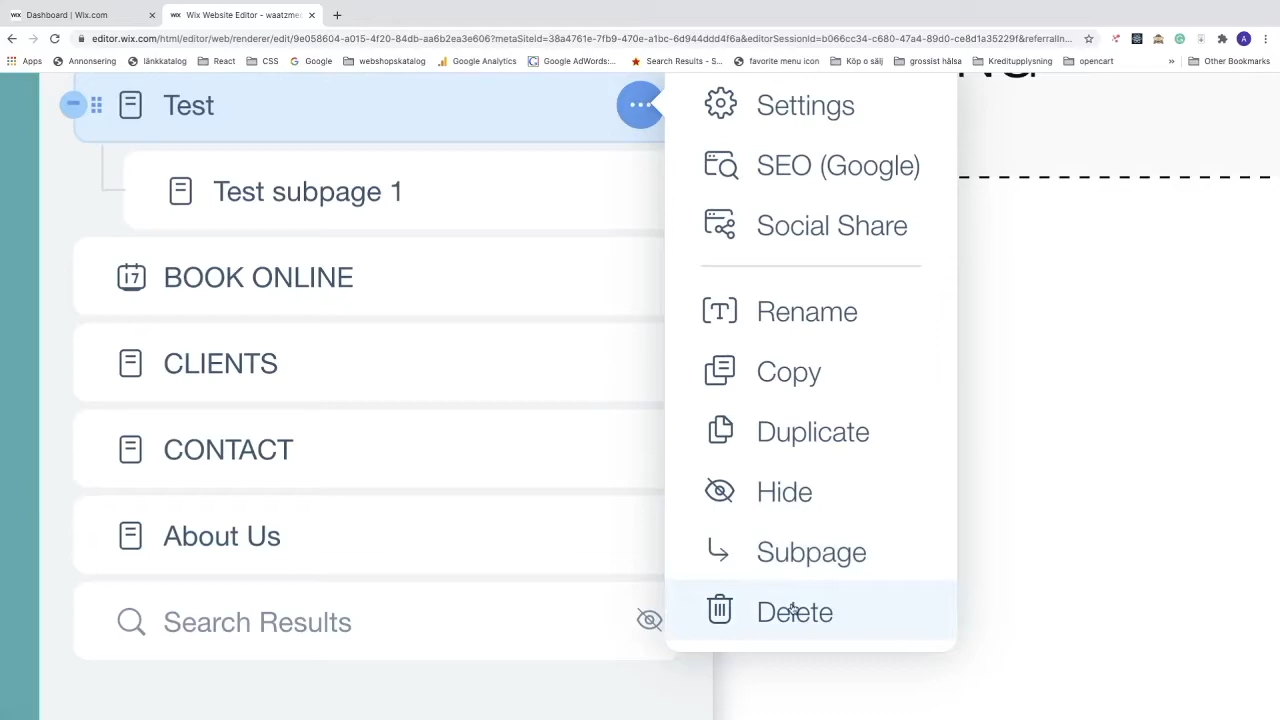 Dashboard | Wix.com
WiX Wix Website Editor - waatzme
editor.wix.com/html/editor/web/renderer/edit/9e058604-a015-4f20-84db-aa6b2ea3e606?metaSiteId=38a4761e-7fb9-470e-a1bc-6d944ddd4f6a&editorSessionId=b066cc34-c680-47a4-89d0-ce8d1a35229f&referralIn...
Apps Annonsering länkkatalog React CSS Google webshopskatalog Google Analytics Google AdWords:... Search Results - S... favorite menu icon Köp o sälj grossist hälsa Kreditupplysning opencart » Other Bookmarks
Test
Test subpage 1
17 BOOK ONLINE
CLIENTS
CONTACT
About Us
Search Results
Settings
SEO (Google)
Social Share
Rename
Copy
Duplicate
Hide
Subpage
Delete